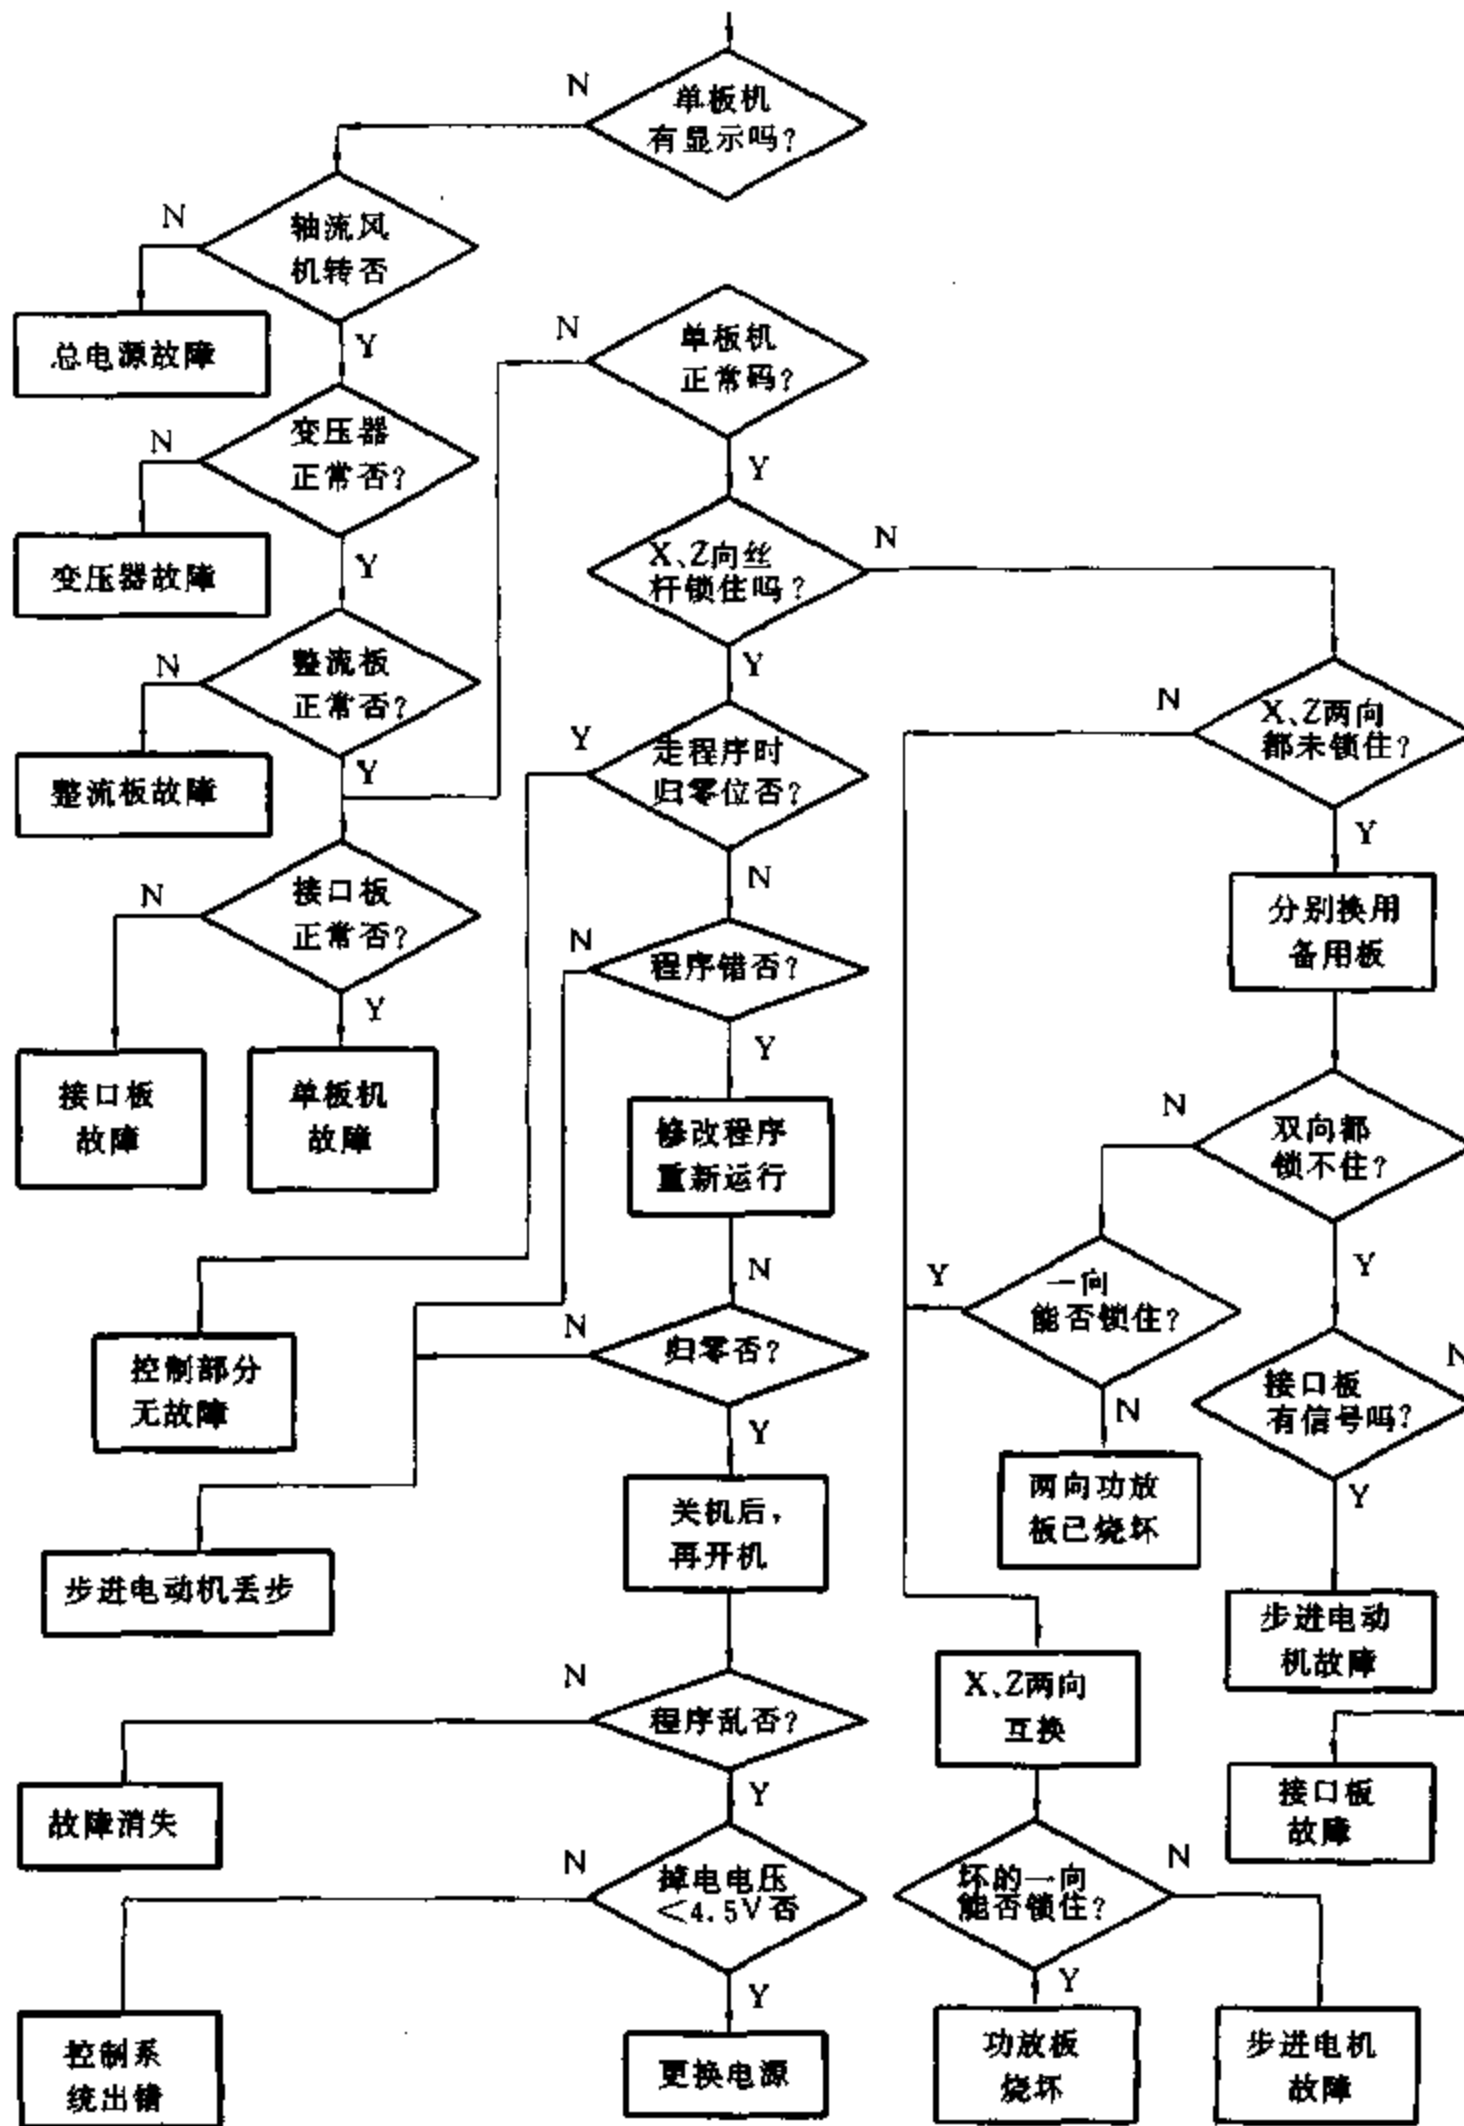 N
单板机
有显示吗?
N
轴流风
机转否
总电源故障
Y
N
单板机
正常码?
N
变压器
正常否?
Y
变压器故障
Y
X、Z向丝
杆锁住吗?
N
N
整流板
正常否?
Y
N
X、Z两向
都未锁住?
整流板故障
Y
Y
走程序时
归零位否?
Y
N
接口板
正常否?
N
分别换用
备用板
N
程序错否?
Y
Y
接口板
故障
单板机
故障
修改程序
重新运行
N
双向都
锁不住?
N
Y
一向
能否锁住?
Y
控制部分
无故障
N
归零否?
N
接口板
有信号吗?
N
Y
两向功放
板已烧坏
Y
关机后,
再开机
步进电动机丢步
步进电动
机故障
N
程序乱否?
X、Z两向
互换
故障消失
Y
接口板
故障
N
掉电电压
<4.5V否
坏的一向
能否锁住?
N
Y
Y
控制系
统出错
更换电源
功放板
烧坏
步进电机
故障